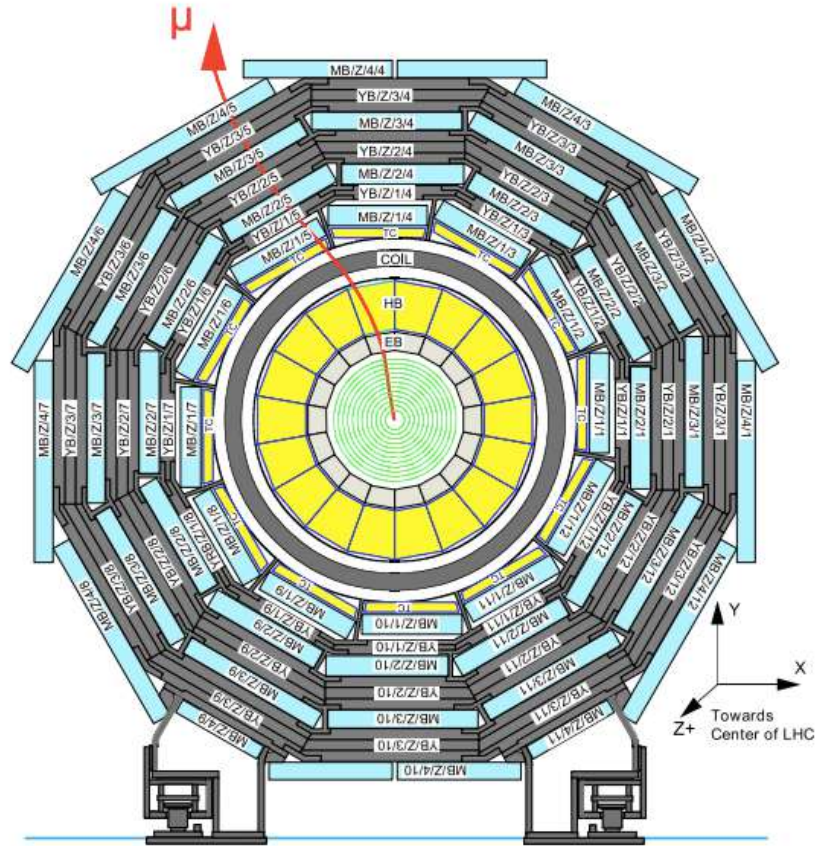 μ
MB/Z/4/4
MB/Z/4/5
YB/Z/3/4
MB/Z/4/3
YB/Z/3/5
MB/Z/3/4
YB/Z/3/3
MB/Z/3/5
YB/Z/2/4
MB/Z/3/3
YB/Z/2/5
MB/Z/2/4
YB/Z/2/3
MB/Z/2/5
YB/Z/1/4
MB/Z/2/3
YB/Z/1/5
MB/Z/1/4
YB/Z/1/3
MB/Z/1/5
TC
MB/Z/1/3
TC
TC
MB/Z/4/6
YB/Z/3/6
MB/Z/3/6
YB/Z/2/6
MB/Z/2/6
YB/Z/1/6
MB/Z/1/6
TC
COIL
HB
EB
TC
MB/Z/1/2
YB/Z/1/2
MB/Z/2/2
YB/Z/2/2
MB/Z/3/2
YB/Z/3/2
MB/Z/4/2
MB/Z/4/7
YB/Z/3/7
MB/Z/3/7
YB/Z/2/7
MB/Z/2/7
YB/Z/1/7
MB/Z/1/7
TC
TC
MB/Z/1/1
YB/Z/1/1
MB/Z/2/1
YB/Z/2/1
MB/Z/3/1
YB/Z/3/1
MB/Z/4/1
MB/Z/4/8
YB/Z/3/8
MB/Z/3/8
YB/Z/2/8
MB/Z/2/8
YRB/Z/1/8
MB/Z/1/8
TC
TC
MB/Z/1/12
YB/Z/1/12
MB/Z/2/12
YB/Z/2/12
MB/Z/3/12
YB/Z/3/12
MB/Z/4/12
TC
TC
TC
MB/Z/1/9
MB/Z/1/10
MB/Z/1/11
YB/Z/1/9
YB/Z/1/10
YB/Z/1/11
MB/Z/2/9
MB/Z/2/10
MB/Z/2/11
YB/Z/2/9
YB/Z/2/10
YB/Z/2/11
MB/Z/3/9
MB/Z/3/10
MB/Z/3/11
YB/Z/3/9
YB/Z/3/10
YB/Z/3/11
MB/Z/4/9
MB/Z/4/10
MB/Z/4/11
Y
X
Z+
Towards
Center of LHC